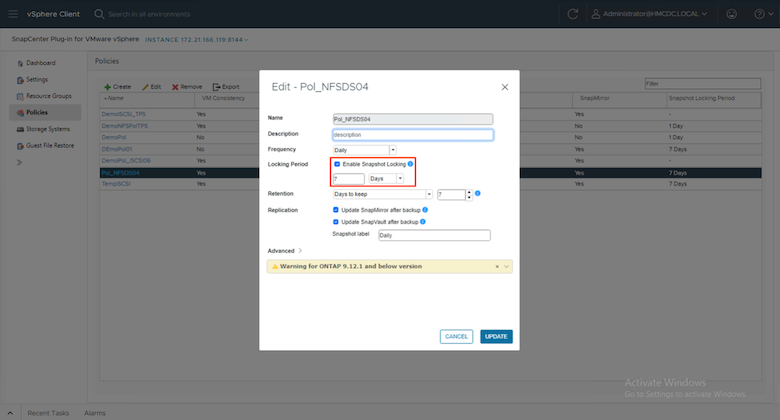 vSphere Client
Search in all environments
Administrator@HMCDC.LOCAL
SnapCenter Plug-in for VMware vSphere INSTANCE 172.21.166.119:8144
Dashboard
Settings
Resource Groups
Policies
Storage Systems
Guest File Restore
Policies
Create Edit Remove Export
Filter
Name VM Consistency SnapMirror Snapshot Locking Period
DemoISCSI_TPS Yes Yes -
DemoNFSPolTPS Yes No 1 Day
DemoPol No No 1 Day
DEMoPol01 No Yes 7 Days
Yes Yes -
Pol_NFSDS04 Yes Yes 7 Days
TempSCSI Yes Yes 7 Days
Edit - Pol_NFSDS04
Name Pol_NFSDS04
Description description
Frequency Daily
Locking Period Enable Snapshot Locking
7 Days
Retention Days to keep 7
Replication Update SnapMirror after backup
Update SnapVault after backup
Snapshot label Daily
Advanced
Warning for ONTAP 9.12.1 and below version
CANCEL UPDATE
Activate Windows
Go to Settings to activate Windows.
Recent Tasks Alarms